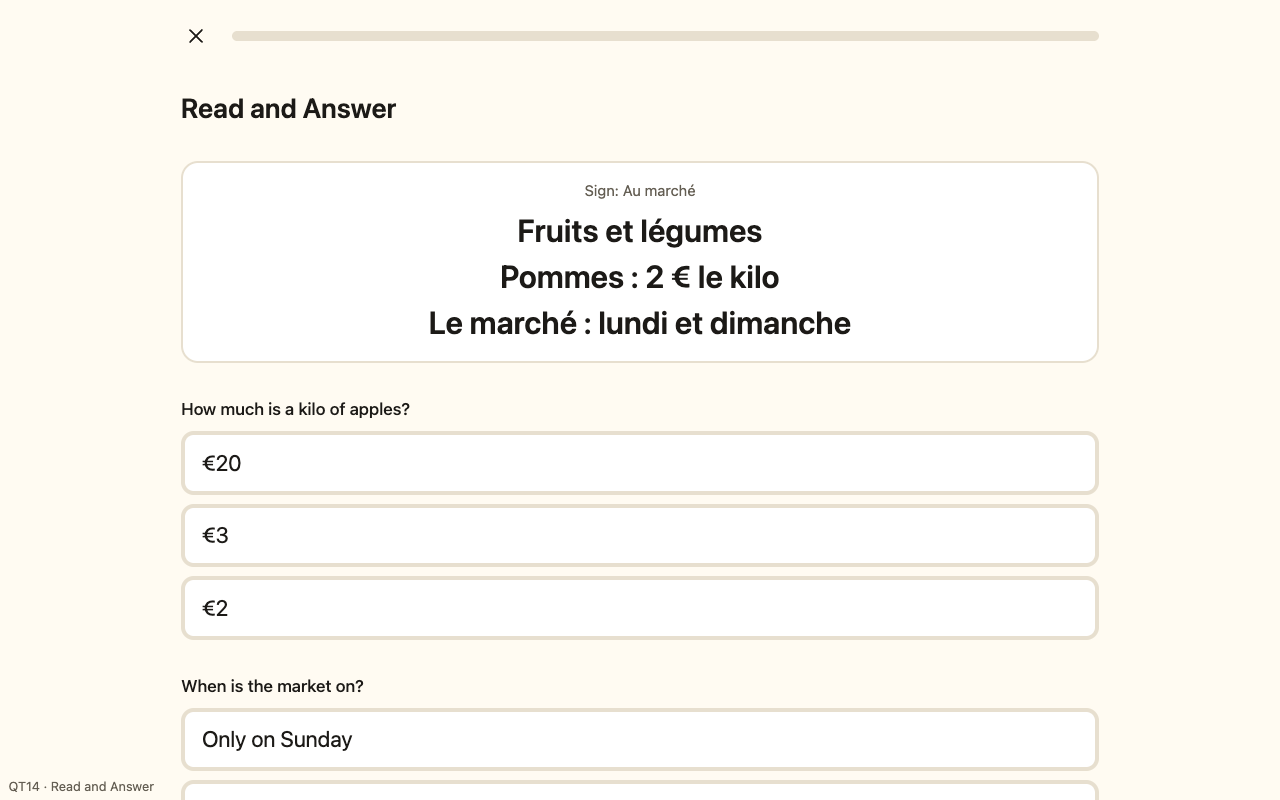 Read and Answer
Sign: Au marché
Fruits et légumes
Pommes : 2 € le kilo
Le marché : lundi et dimanche
How much is a kilo of apples?
€20
€3
€2
When is the market on?
Only on Sunday
QT14 · Read and Answer